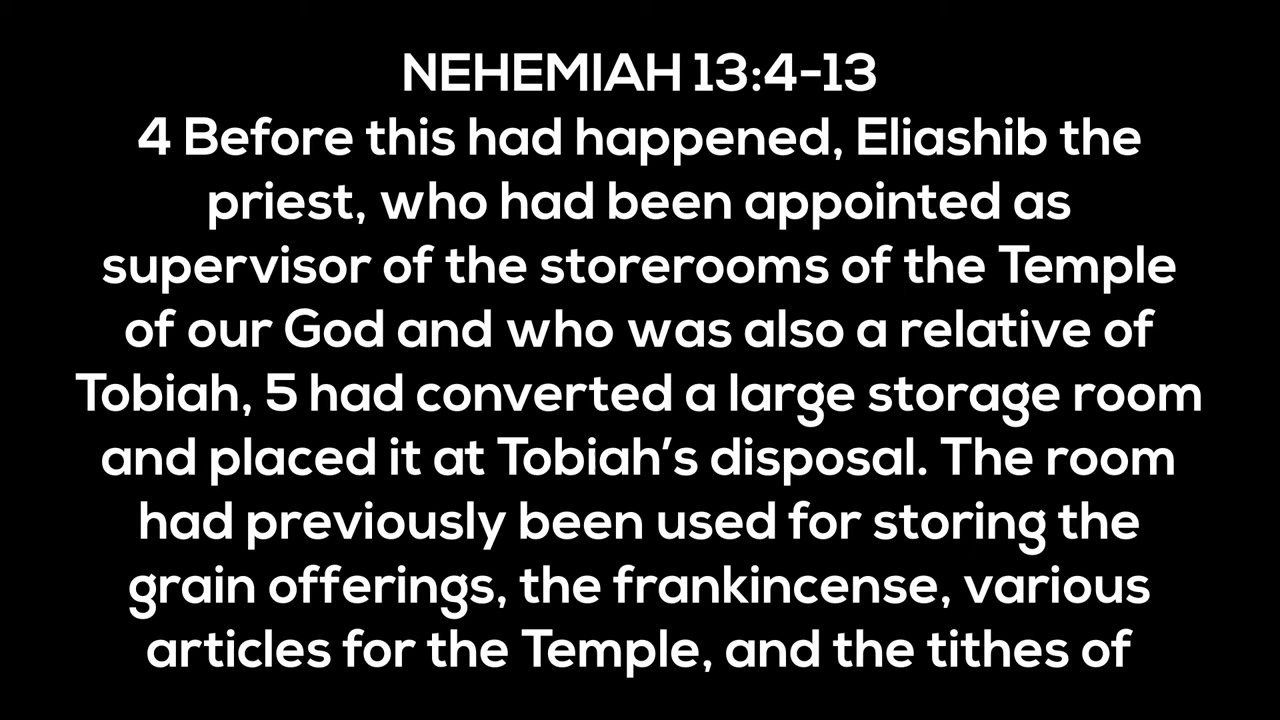 NEHEMIAH 13:4-13
4 Before this had happened, Eliashib the
priest, who had been appointed as
supervisor of the storerooms of the Temple
of our God and who was also a relative of
Tobiah, 5 had converted a large storage room
and placed it at Tobiah’s disposal. The room
had previously been used for storing the
grain offerings, the frankincense, various
articles for the Temple, and the tithes of